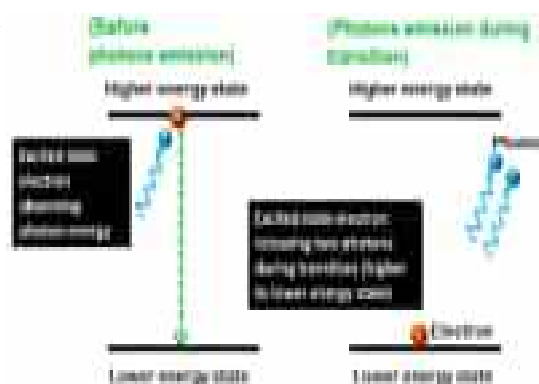 (Before
photons emission)
Higher energy state
Excited state
electron
absorbing
photon energy
Lower energy state
(Photons emission during
transition)
Higher energy state
Photons
Excited state electron
releasing two photons
during transition (higher
to lower energy state)
Electron
Lower energy state